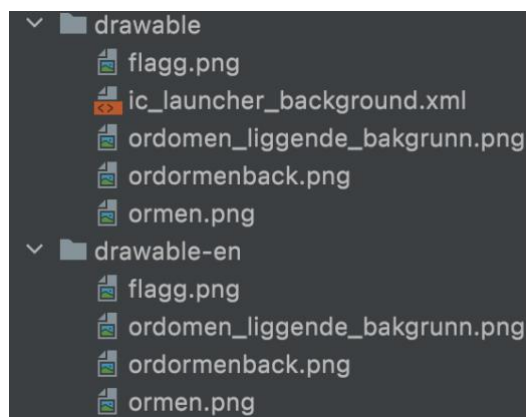 drawable
flagg.png
ic_launcher_background.xml
ordomen_liggende_bakgrunn.png
ordormenback.png
ormen.png
drawable-en
flagg.png
ordomen_liggende_bakgrunn.png
ordormenback.png
ormen.png